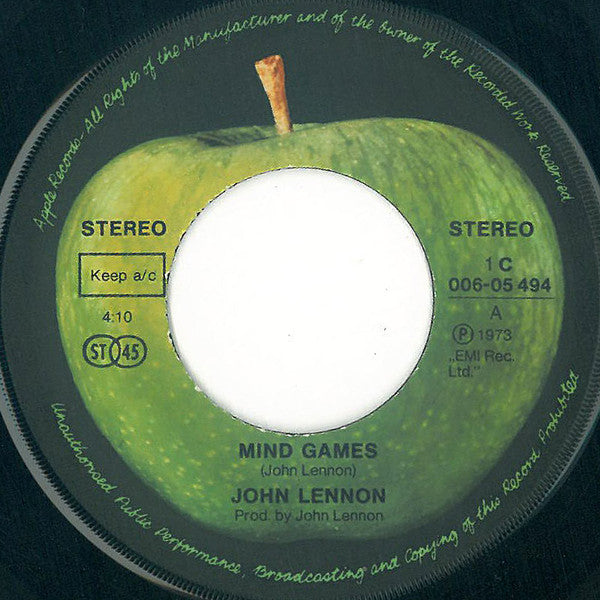 Apple Records-All Rights of the Manufacturer and of the Owner of the Recorded Work Reserved
STEREO
STEREO
Keep a/c
1 C
006-05 494
4:10
A
ST 45
Ⓟ 1973
„EMI Rec.
Ltd.”
MIND GAMES
(John Lennon)
JOHN LENNON
Prod. by John Lennon
Unauthorised Public Performance, Broadcasting and Copying of this Record Prohibited